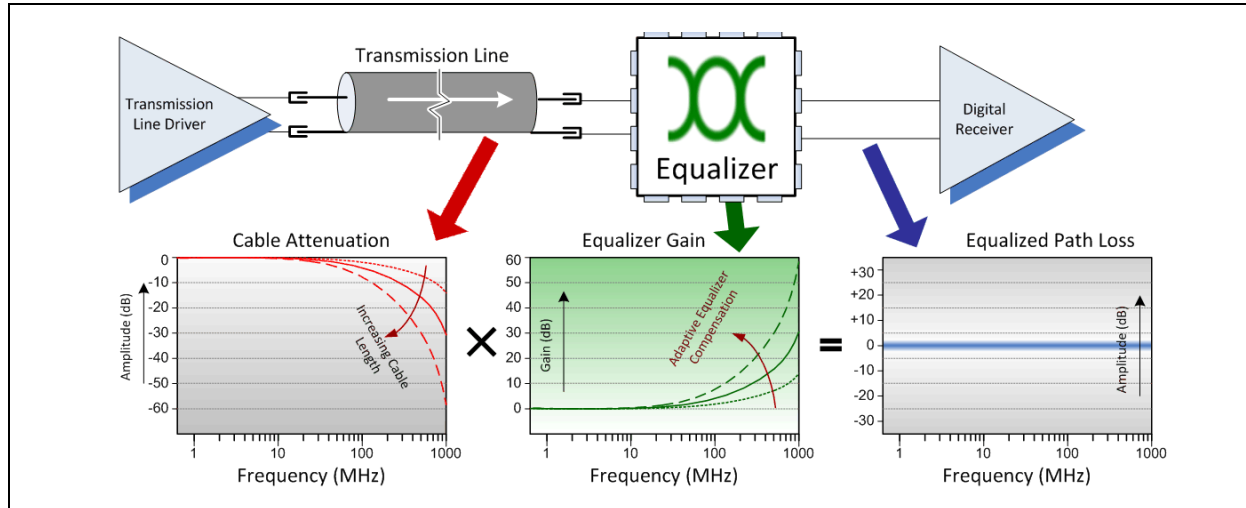 Transmission Line
Transmission
Line Driver
Equalizer
Digital
Receiver
Cable Attenuation
0
-10
-20
-30
-40
-50
-60
Amplitude (dB)
Increasing Cable
Length
1
10
100
1000
Frequency (MHz)
×
Equalizer Gain
60
50
40
30
20
10
0
Gain (dB)
Adaptive Equalizer
Compensation
1
10
100
1000
Frequency (MHz)
=
Equalized Path Loss
+30
+20
+10
0
-10
-20
-30
Amplitude (dB)
1
10
100
1000
Frequency (MHz)